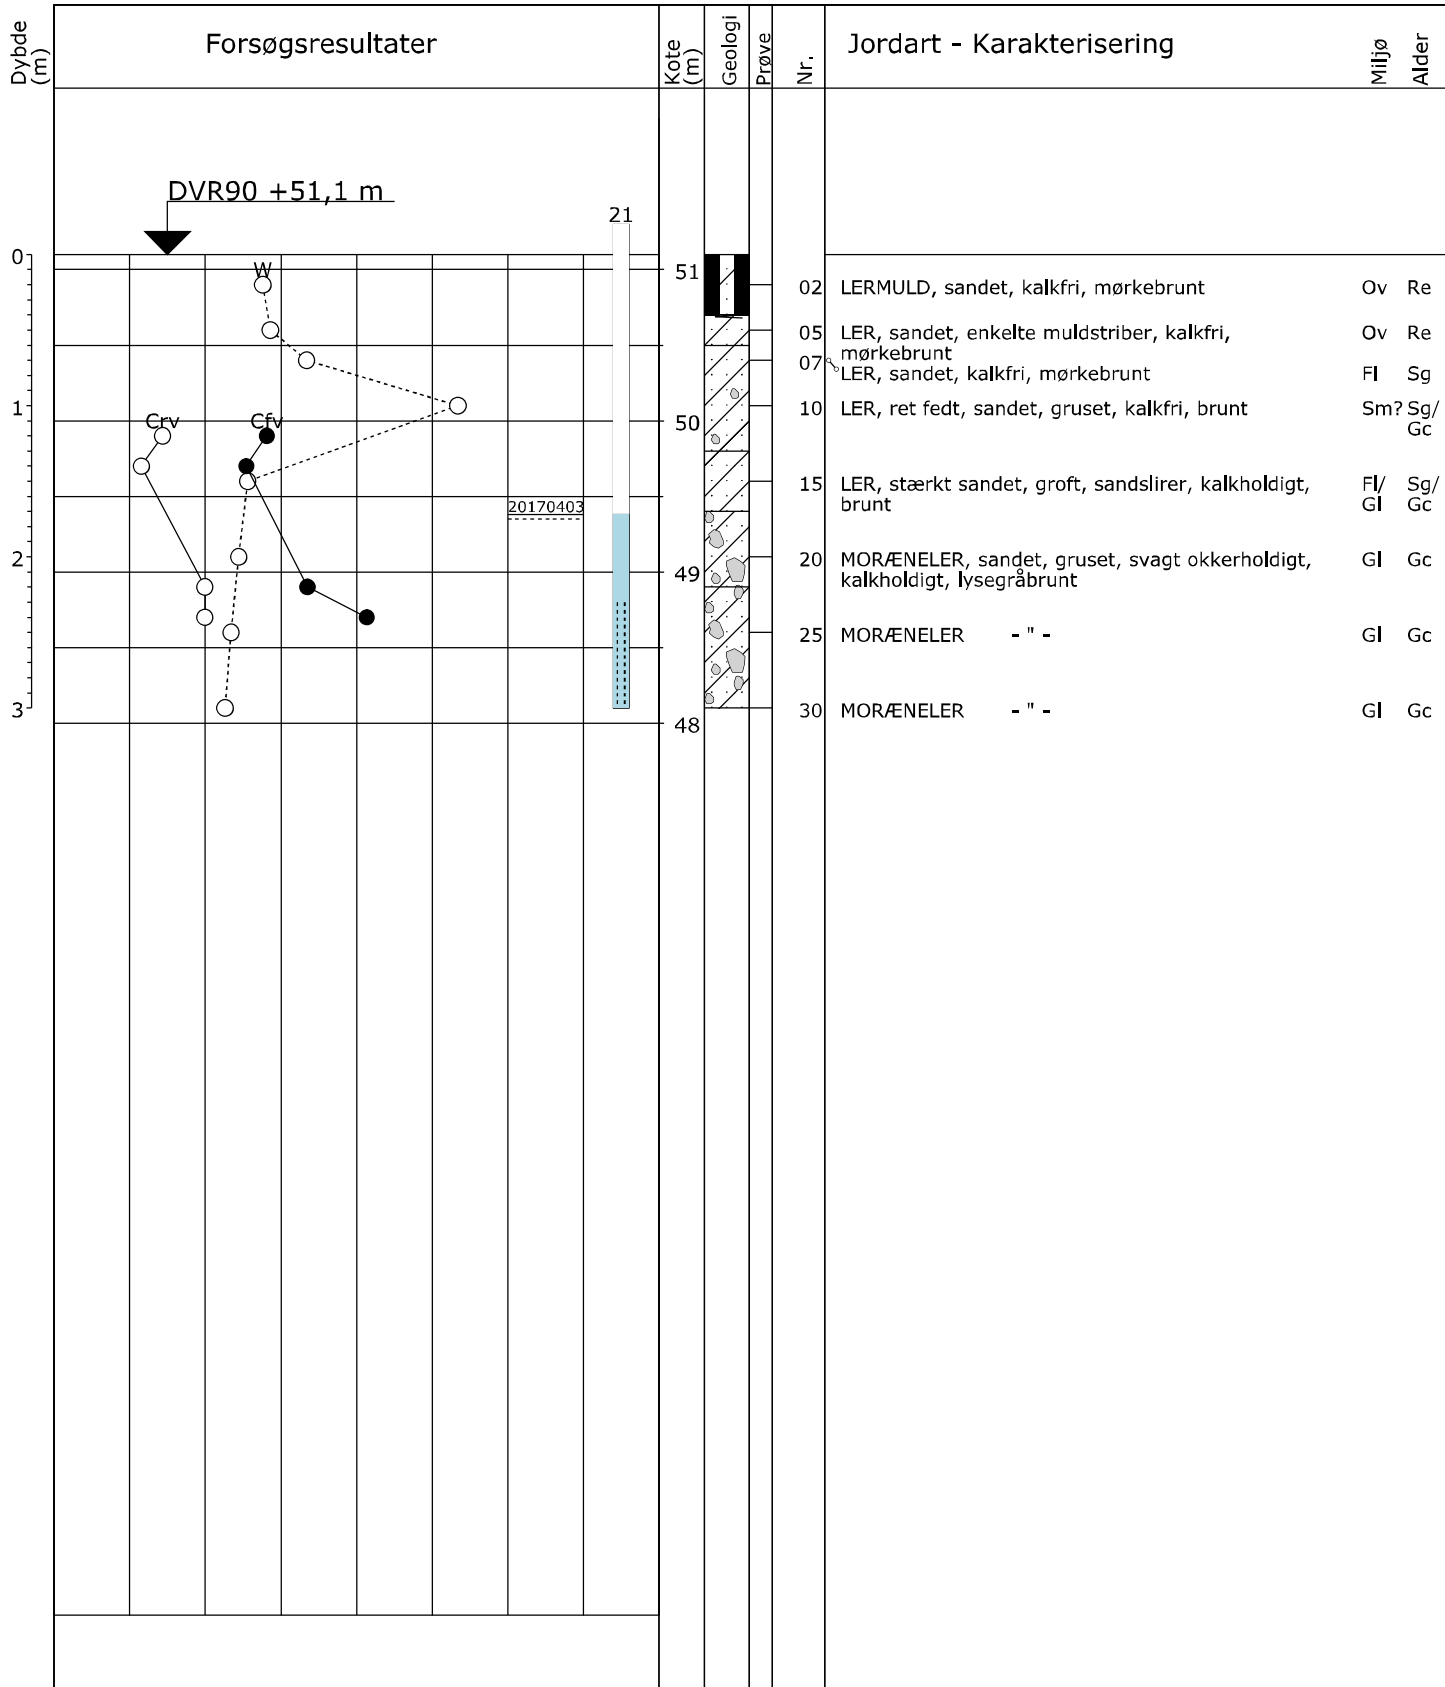 Dybde
(m)
Forsøgsresultater
Kote
(m)
Geologi
Prøve
Nr.
Jordart - Karakterisering
Miljø
Alder
DVR90 +51,1 m
21
0
W
51
02 LERMULD, sandet, kalkfri, mørkebrunt Ov Re
05 LER, sandet, enkelte muldstriber, kalkfri, Ov Re
mørkebrunt
07
LER, sandet, kalkfri, mørkebrunt Fl Sg
1
10 LER, ret fedt, sandet, gruset, kalkfri, brunt Sm? Sg/
Gc
Crv Cfv
50
15 LER, stærkt sandet, groft, sandslirer, kalkholdigt, Fl/ Sg/
brunt Gl Gc
20170403
2
20 MORÆNELER, sandet, gruset, svagt okkerholdigt, Gl Gc
49
kalkholdigt, lysegråbrunt
25 MORÆNELER - " - Gl Gc
3
30 MORÆNELER - " - Gl Gc
48